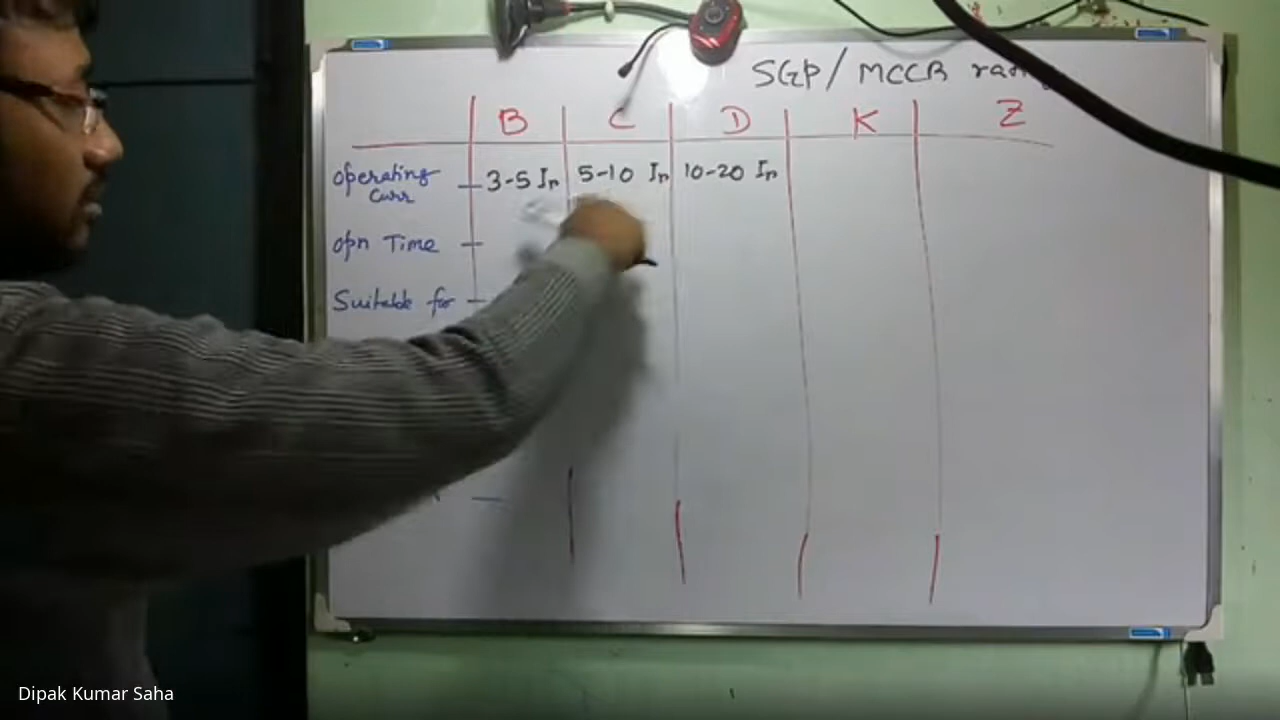 SGP/ MCCB
B C D K Z
Operating Curr 3-5 In 5-10 In 10-20 In
Opn Time
Suitable for
Dipak Kumar Saha